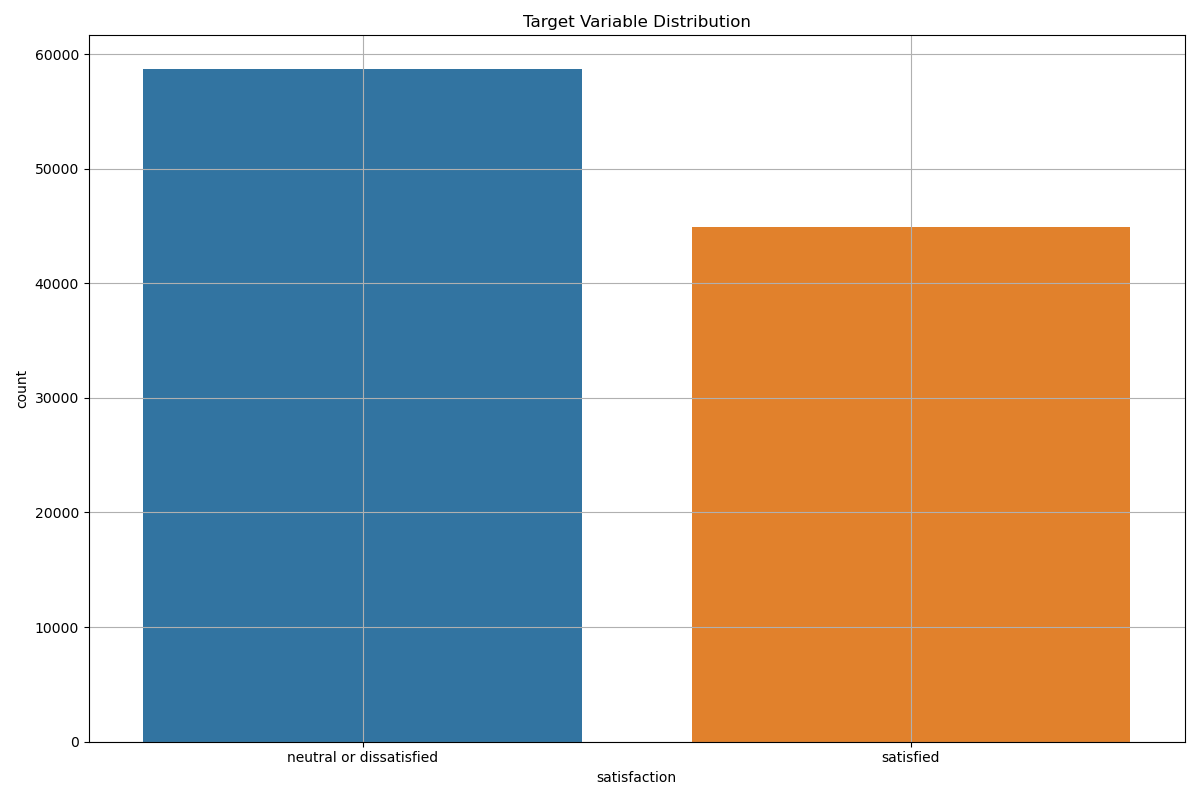 Target Variable Distribution
60000
50000
40000
30000
20000
10000
0
count
neutral or dissatisfied
satisfied
satisfaction